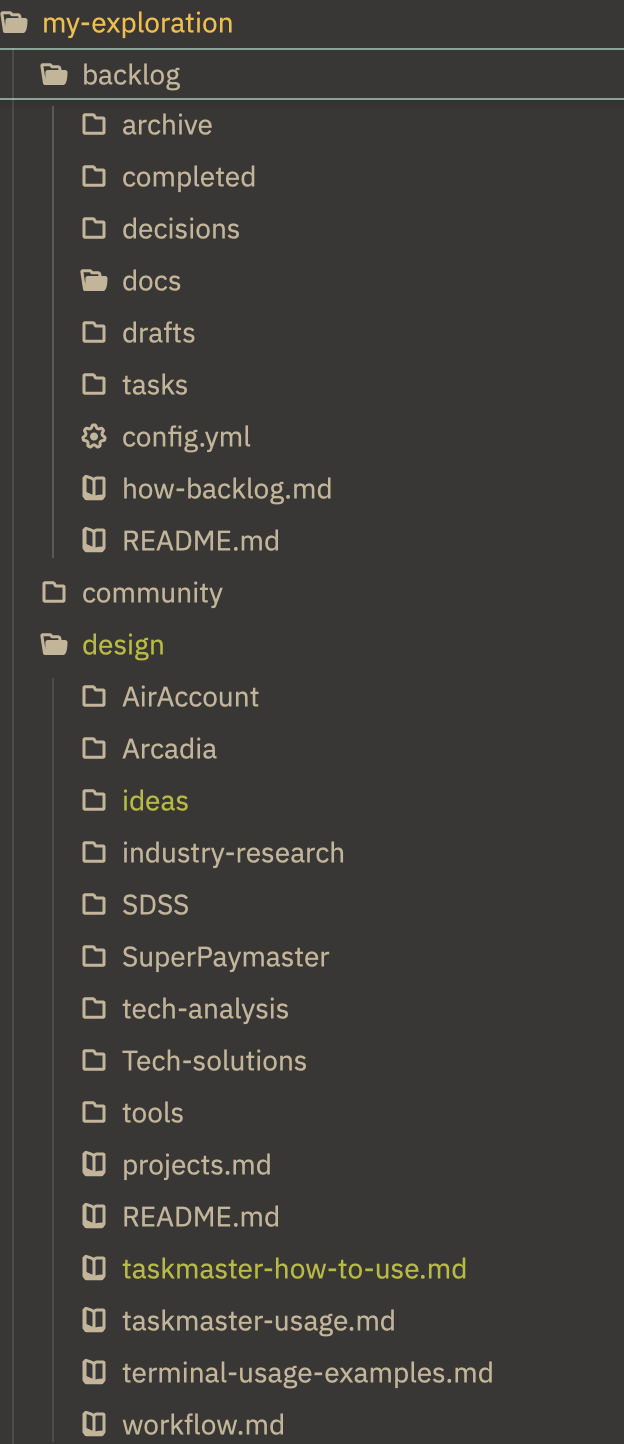 my-exploration
backlog
archive
completed
decisions
docs
drafts
tasks
config.yml
how-backlog.md
README.md
community
design
AirAccount
Arcadia
ideas
industry-research
SDSS
SuperPaymaster
tech-analysis
Tech-solutions
tools
projects.md
README.md
taskmaster-how-to-use.md
taskmaster-usage.md
terminal-usage-examples.md
workflow.md